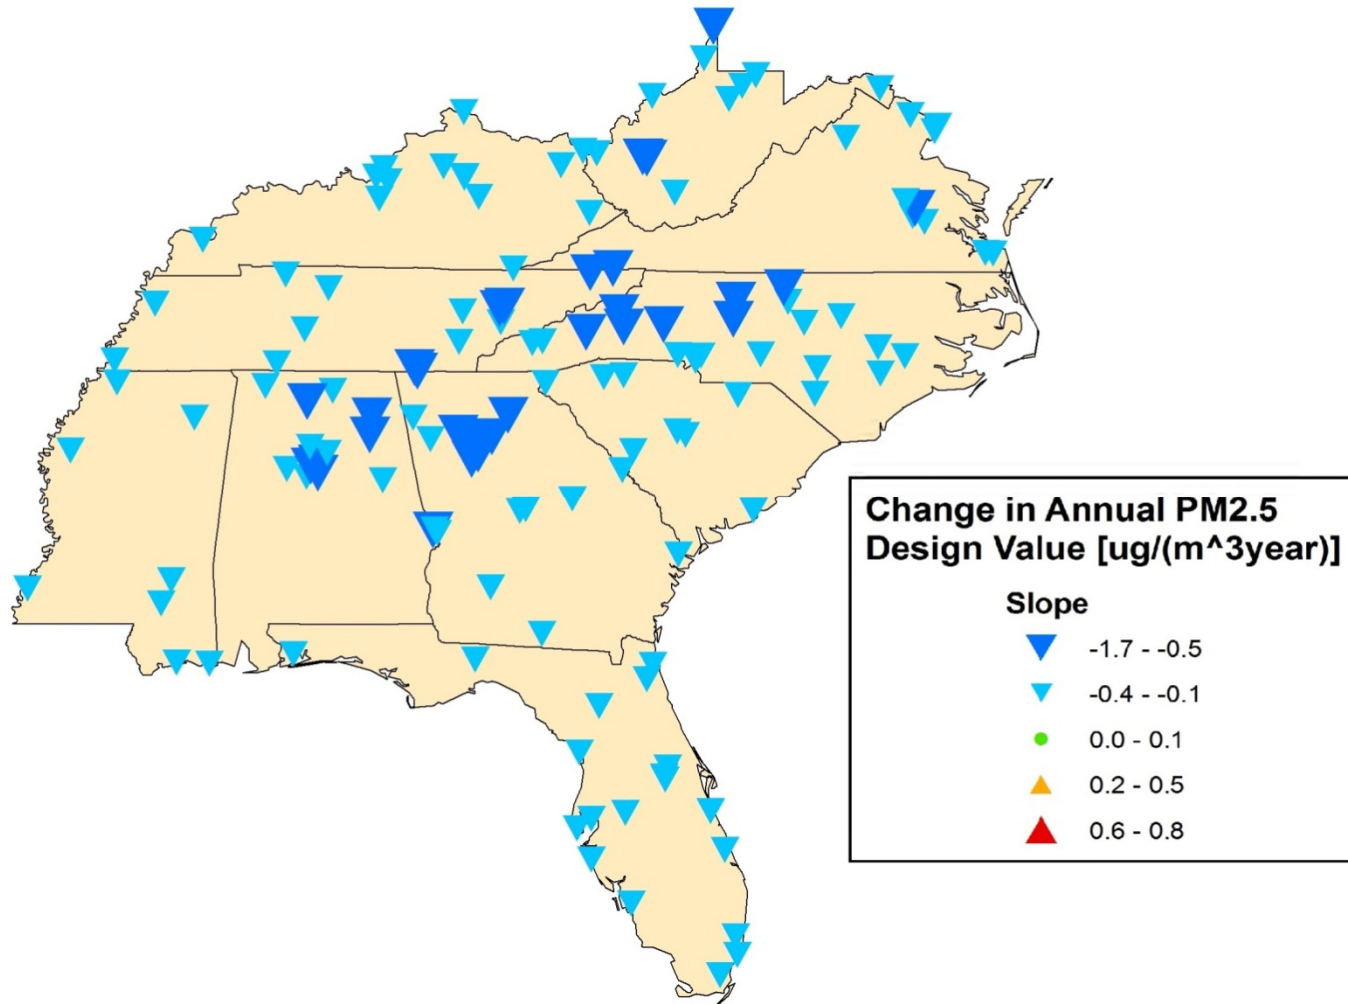 Change in Annual PM2.5
Design Value [ug/(m^3year)]
Slope
-1.7 - -0.5
-0.4 - -0.1
0.0 - 0.1
0.2 - 0.5
0.6 - 0.8